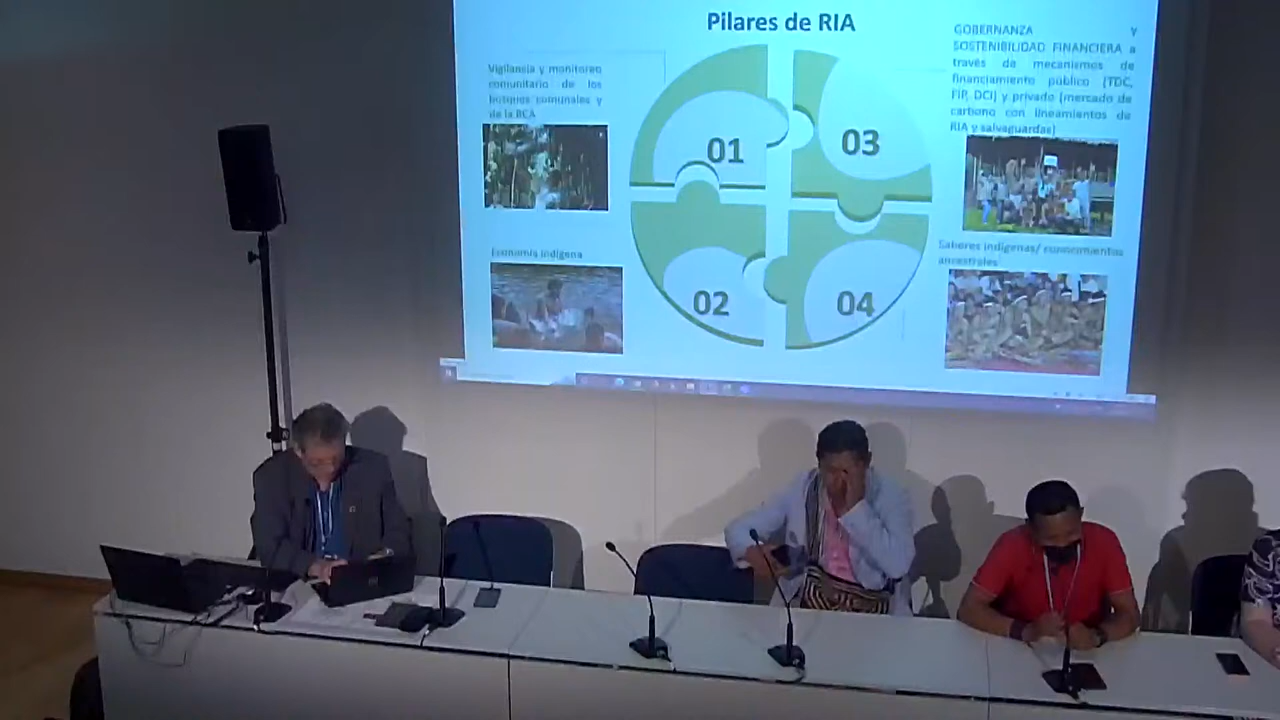 Pilares de RIA
Vigilancia y monitoreo
comunitario de los
bosques comunales y
de la RCA
01
Economía indígena
02
GOBERNANZA Y
SOSTENIBILIDAD FINANCIERA a
través de mecanismos de
financiamiento público (TDC,
FIP, DCI) y privado (mercado de
carbono con lineamientos de
RIA y salvaguardas)
03
Saberes indígenas/ conocimientos
ancestrales
04